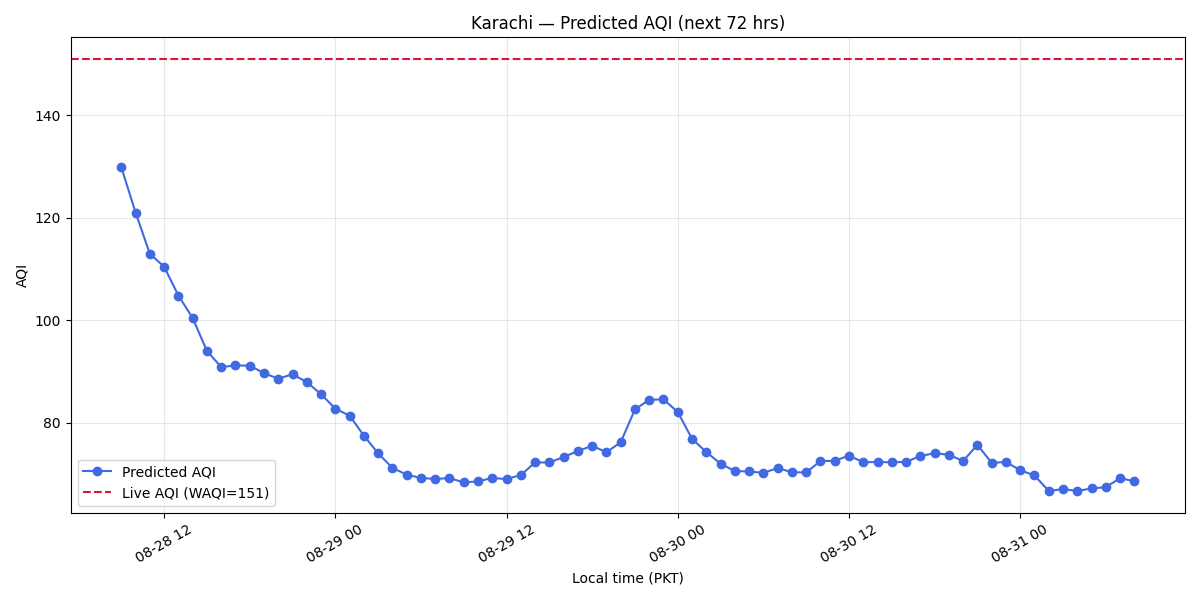 Karachi — Predicted AQI (next 72 hrs)
140
120
100
80
AQI
Predicted AQI
Live AQI (WAQI=151)
08-28 12
08-29 00
08-29 12
08-30 00
08-30 12
08-31 00
Local time (PKT)